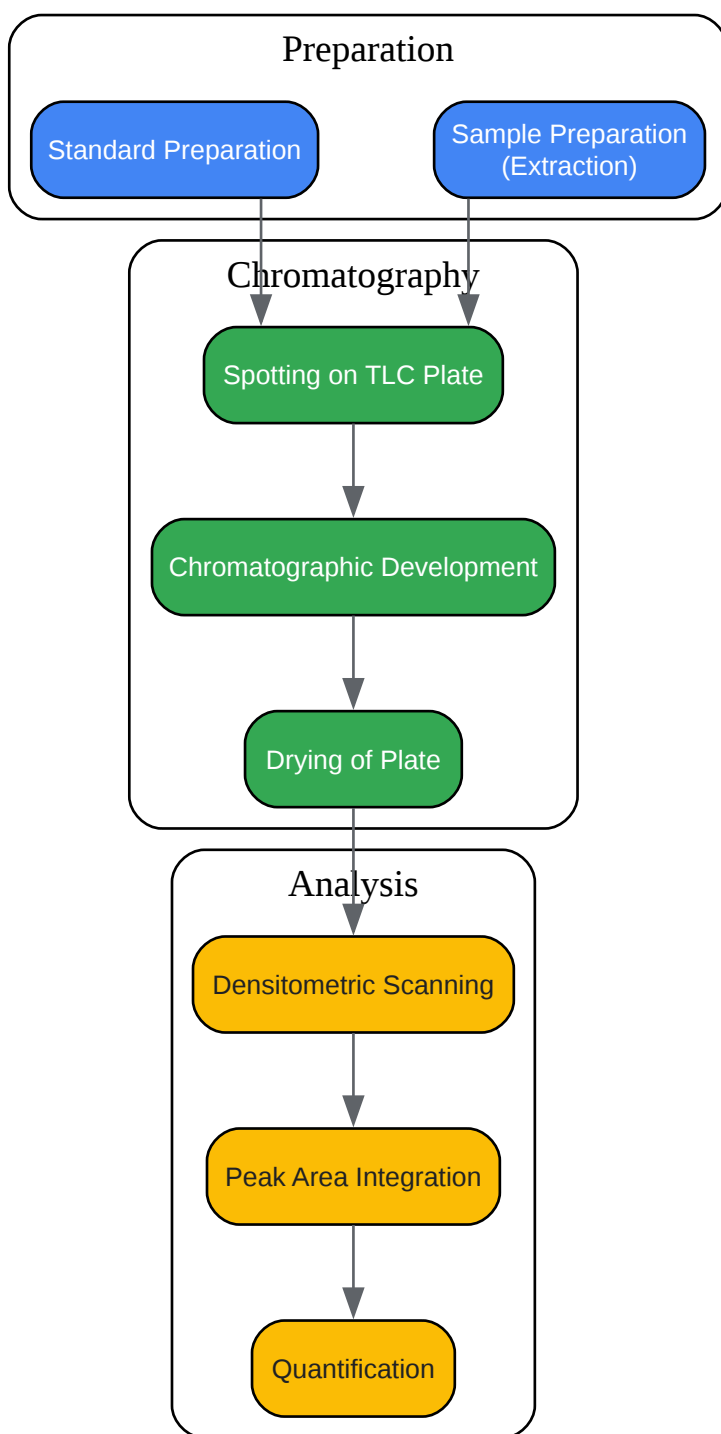 Preparation
Standard Preparation
Sample Preparation
(Extraction)
Chromatography
Spotting on TLC Plate
Chromatographic Development
Drying of Plate
Analysis
Densitometric Scanning
Peak Area Integration
Quantification